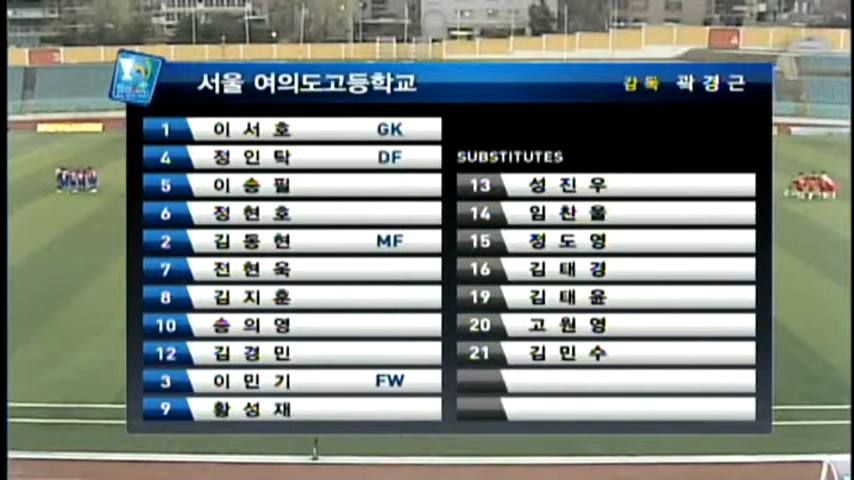 서울 여의도고등학교 감독 곽경근
1 이서호 GK
4 정인탁 DF
5 이승필
6 정현호
2 김동현 MF
7 전현욱
8 김지훈
10 송의영
12 김경민
3 이민기 FW
9 황성재
SUBSTITUTES
13 성진우
14 임찬울
15 정도영
16 김태경
19 김태윤
20 고원영
21 김민수